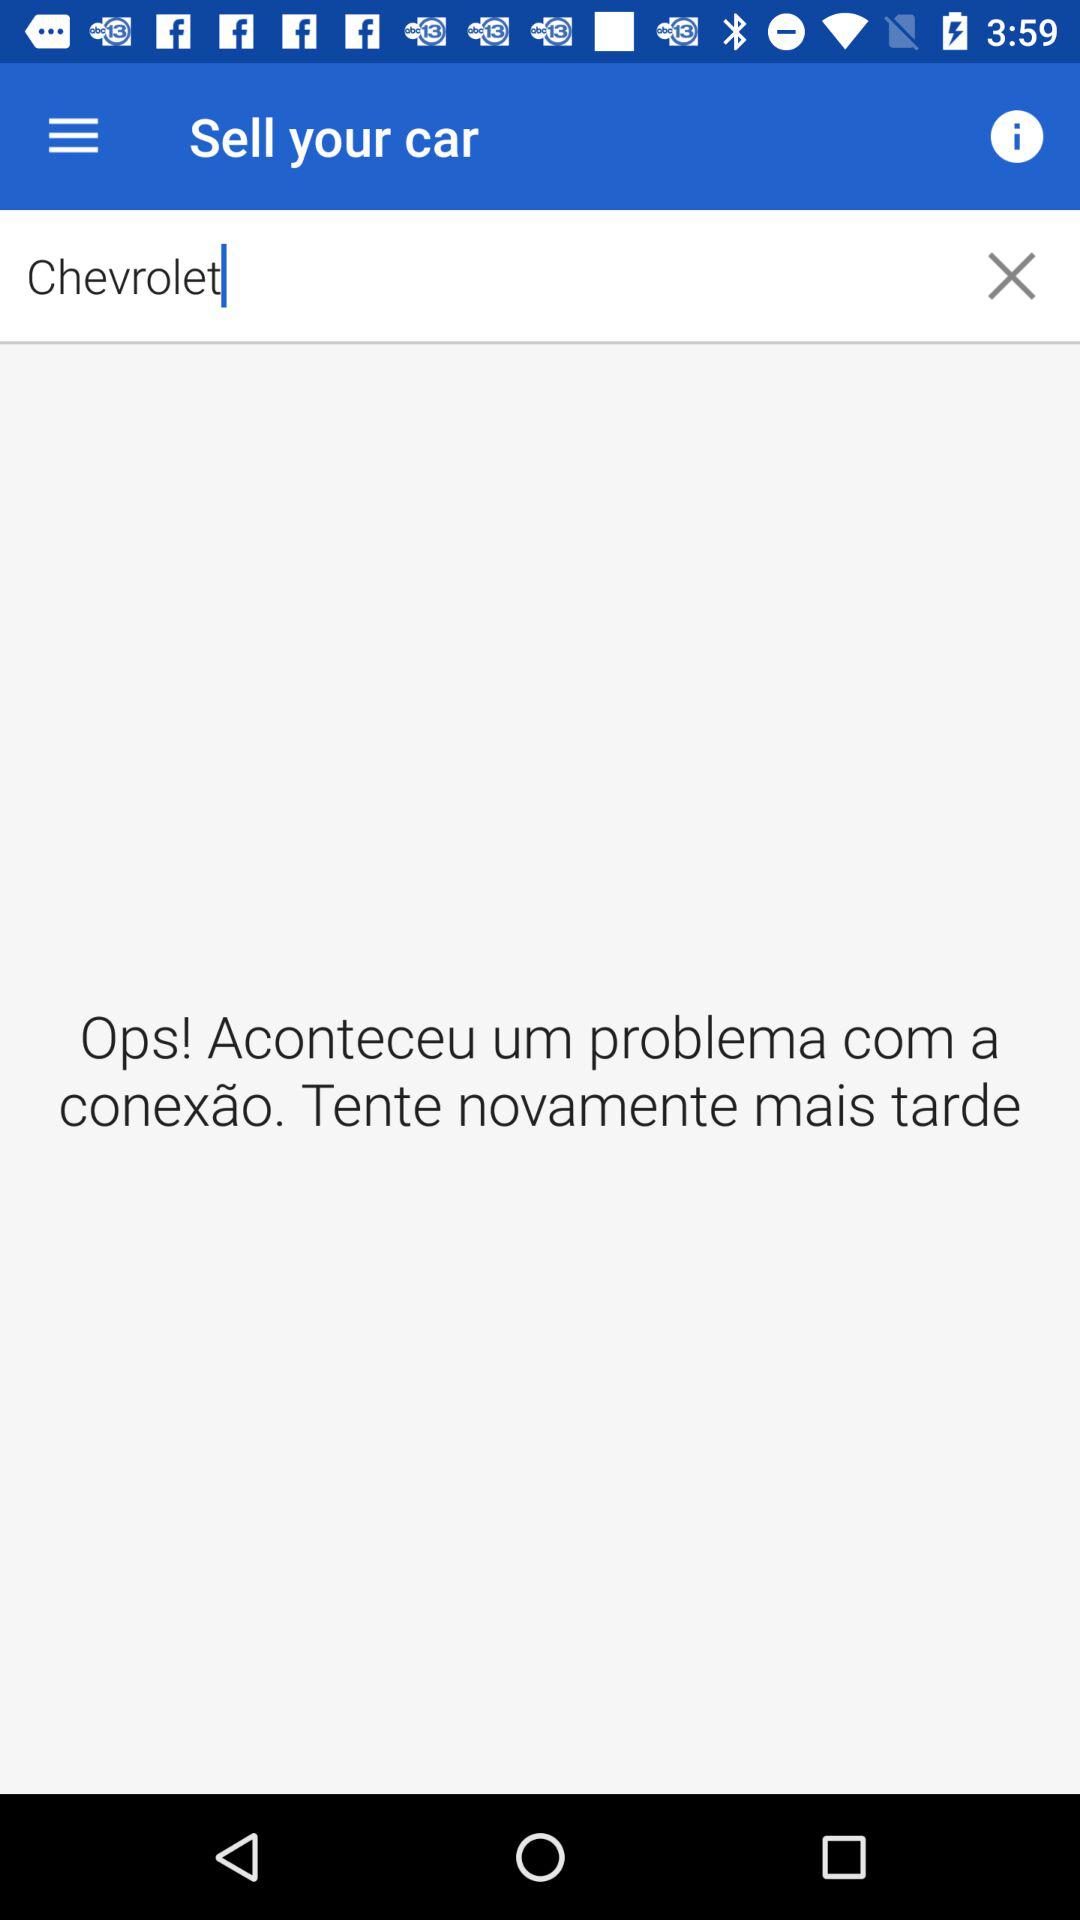 3:59
Sell your car
Chevrolet
Ops! Aconteceu um problema com a
conexão. Tente novamente mais tarde